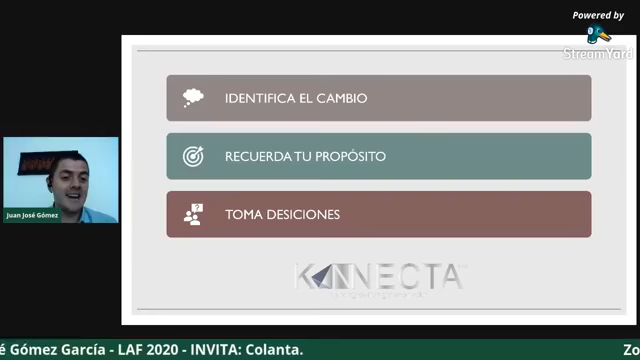 Powered by
StreamYard
IDENTIFICA EL CAMBIO
RECUERDA TU PROPÓSITO
TOMA DESICIONES
Juan José Gómez
KONNECTA
é Gómez García - LAF 2020 - INVITA: Colanta.
Zo